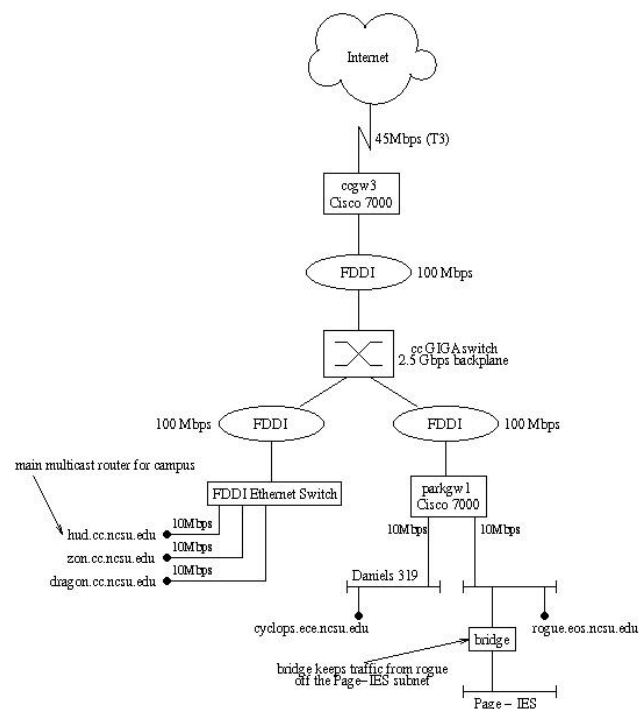 Internet
45Mbps (T3)
ccgw3
Cisco 7000
FDDI
100 Mbps
cc GIGAswitch
2.5 Gbps backplane
100 Mbps
FDDI
FDDI
100 Mbps
main multicast router for campus
FDDI Ethernet Switch
parkgw1
Cisco 7000
10Mbps
hud.cc.ncsu.edu
10Mbps
zon.cc.ncsu.edu
10Mbps
dragon.cc.ncsu.edu
10Mbps
10Mbps
Daniels 319
cyclops.ece.ncsu.edu
rogue.eos.ncsu.edu
bridge
bridge keeps traffic from rogue
off the Page-IES subnet
Page - IES